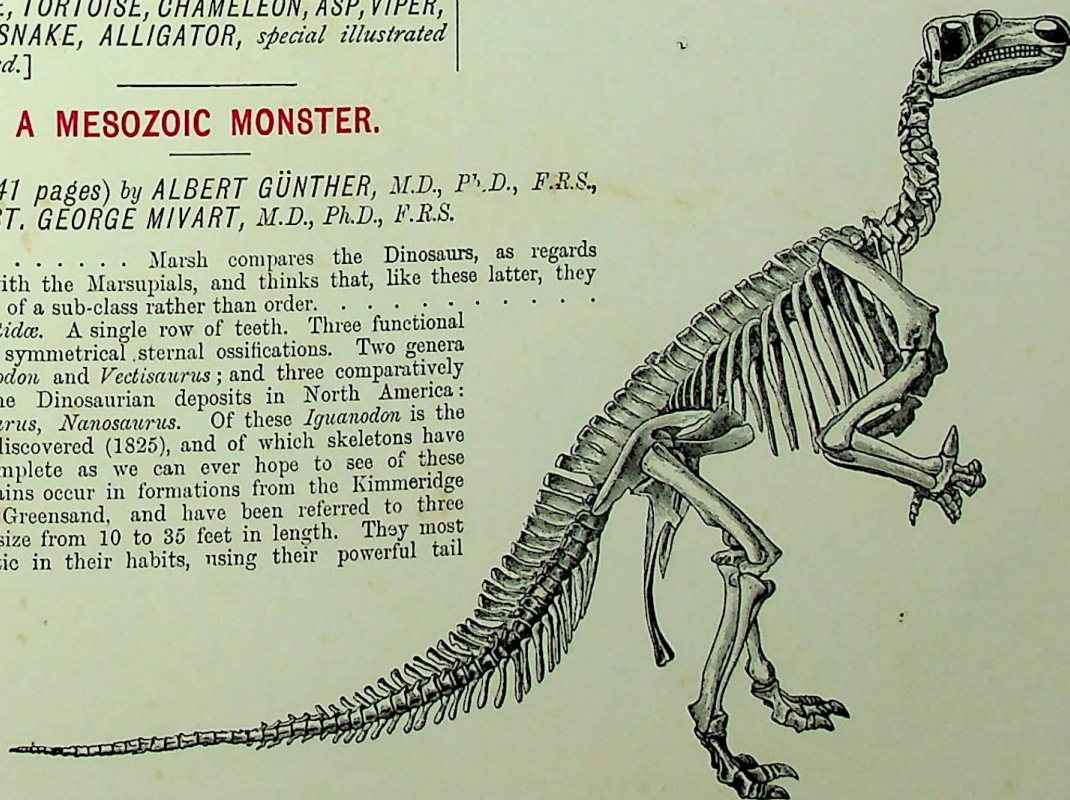 TORTOISE, CHAMELEON, ASP, VIPER,
SNAKE, ALLIGATOR, special illustrated
d.]
A MESOZOIC MONSTER.
41 pages) by ALBERT GÜNTHER, M.D., Ph.D., F.R.S.,
ST. GEORGE MIVART, M.D., Ph.D., F.R.S.
. . . . . . Marsh compares the Dinosaurs, as regards
with the Marsupials, and thinks that, like these latter, they
of a sub-class rather than order. . . . . . . . . . .
tidæ. A single row of teeth. Three functional
symmetrical sternal ossifications. Two genera
odon and Vectisaurus; and three comparatively
he Dinosaurian deposits in North America:
urus, Nanosaurus. Of these Iguanodon is the
discovered (1825), and of which skeletons have
mplete as we can ever hope to see of these
ains occur in formations from the Kimmeridge
Greensand, and have been referred to three
size from 10 to 35 feet in length. They most
tic in their habits, using their powerful tail